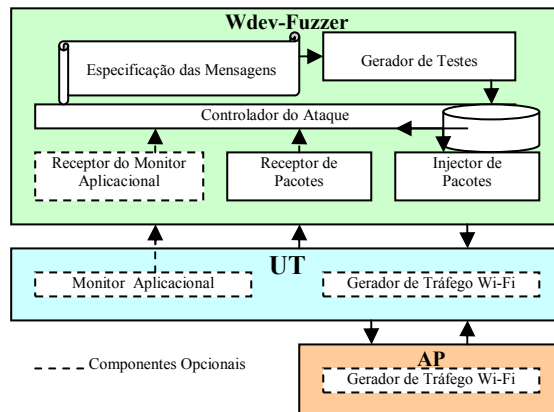 Wdev-Fuzzer
Especificação das Mensagens
Gerador de Testes
Controlador do Ataque
Receptor do Monitor
Aplicacional
Receptor de
Pacotes
Injector de
Pacotes
UT
Monitor Aplicacional
Gerador de Tráfego Wi-Fi
Componentes Opcionais
AP
Gerador de Tráfego Wi-Fi